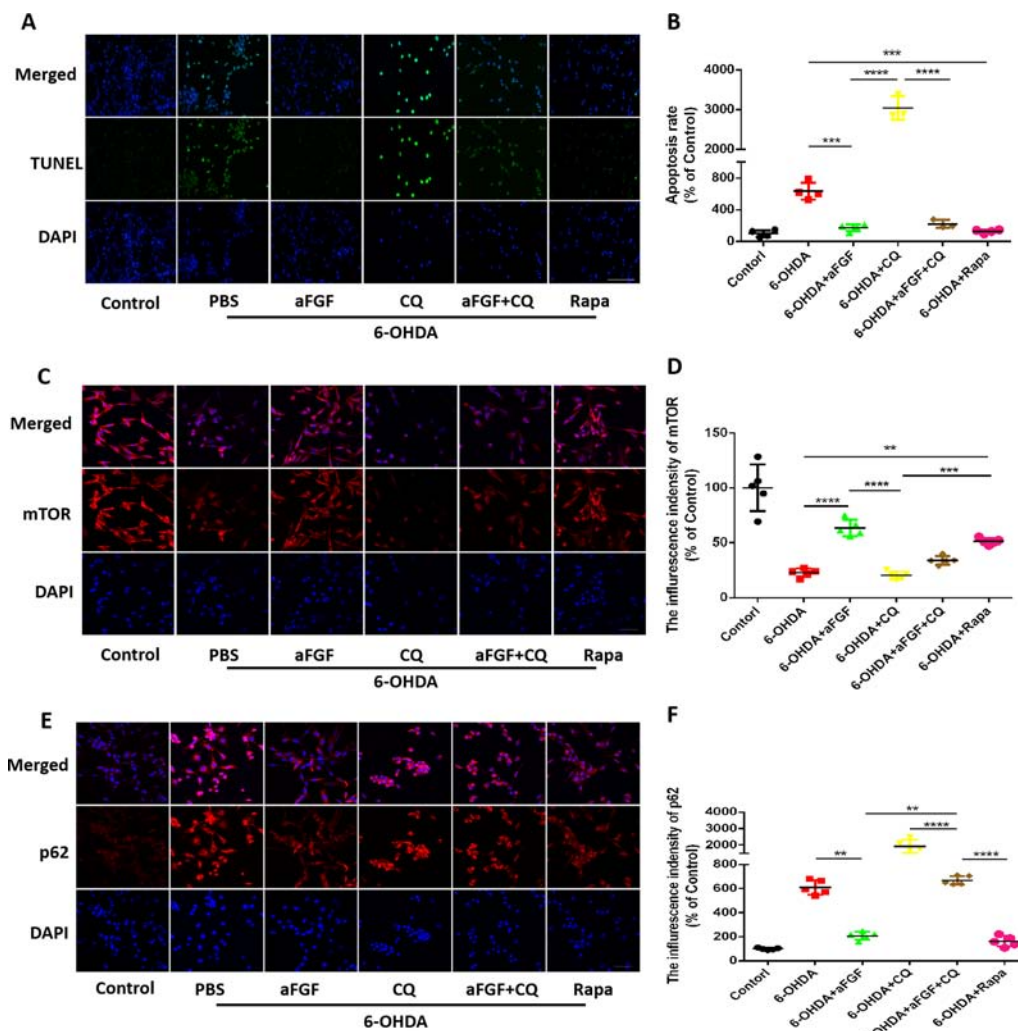 A
Merged
TUNEL
DAPI
Control PBS aFGF CQ aFGF+CQ Rapa
6-OHDA
B
Apoptosis rate
(% of Control)
4000
3000
2000
800
400
0
***
**** ****
***
Contorl
6-OHDA
6-OHDA+aFGF
6-OHDA+CQ
6-OHDA+aFGF+CQ
6-OHDA+Rapa
C
Merged
mTOR
DAPI
Control PBS aFGF CQ aFGF+CQ Rapa
6-OHDA
D
The influrescence indensity of mTOR
(% of Control)
150
100
50
0
**
***
**** ****
Contorl
6-OHDA
6-OHDA+aFGF
6-OHDA+CQ
6-OHDA+aFGF+CQ
6-OHDA+Rapa
E
Merged
p62
DAPI
Control PBS aFGF CQ aFGF+CQ Rapa
6-OHDA
F
The influrescence indensity of p62
(% of Control)
4000
3000
2000
1000
800
600
400
200
0
**
****
** ****
Contorl
6-OHDA
6-OHDA+aFGF
6-OHDA+CQ
6-OHDA+aFGF+CQ
6-OHDA+Rapa